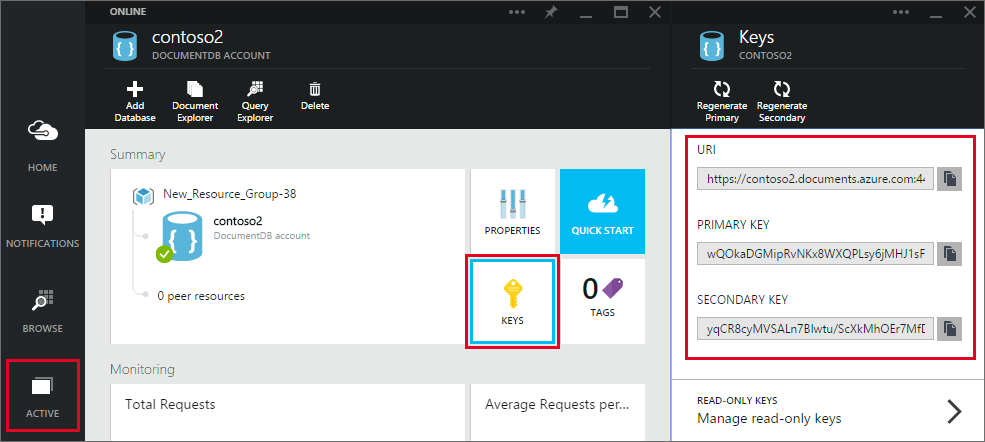 HOME
NOTIFICATIONS
BROWSE
ACTIVE
ONLINE
contoso2
DOCUMENTDB ACCOUNT
Add Database
Document Explorer
Query Explorer
Delete
Summary
New_Resource_Group-38
contoso2
DocumentDB account
0 peer resources
PROPERTIES
QUICK START
KEYS
0
TAGS
Monitoring
Total Requests
Average Requests per...
Keys
CONTOSO2
Regenerate Primary
Regenerate Secondary
URI
https://contoso2.documents.azure.com:44
PRIMARY KEY
wQOkaDGMipRvNKx8WXQPLsy6jMHJ1sF
SECONDARY KEY
yqCR8cyMVSALn7BIwtu/ScXkMhOEr7MfD
READ-ONLY KEYS
Manage read-only keys